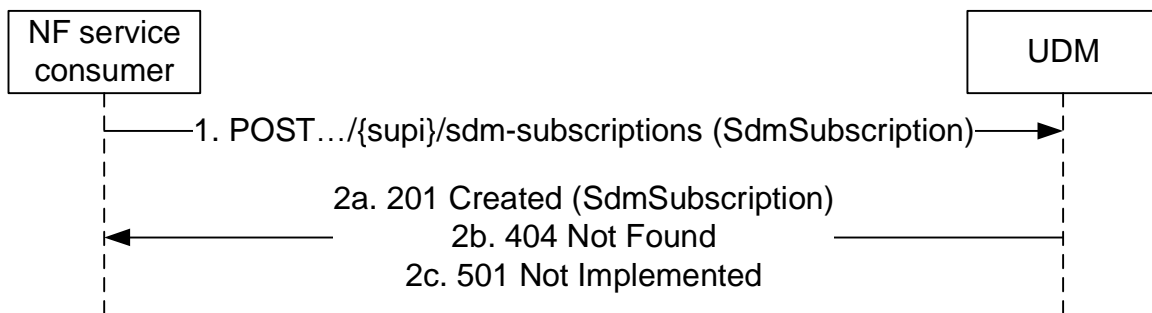 NF service
consumer
UDM
1. POST…/{supi}/sdm-subscriptions (SdmSubscription)
2a. 201 Created (SdmSubscription)
2b. 404 Not Found
2c. 501 Not Implemented